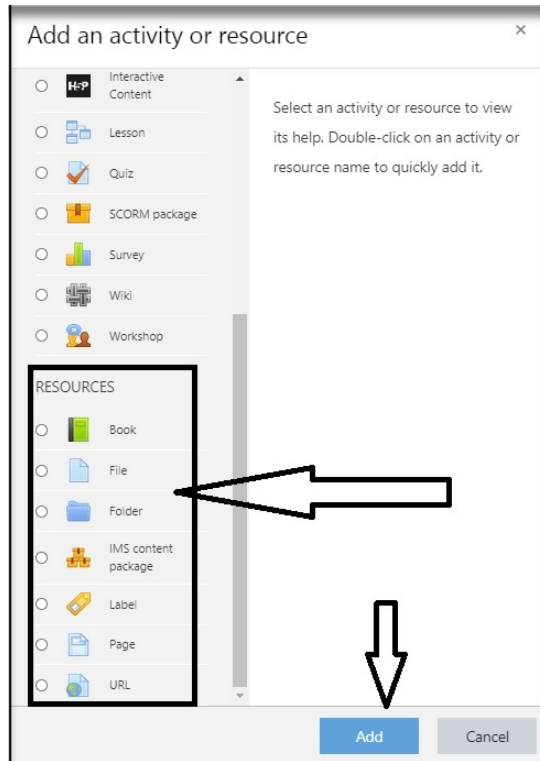 Add an activity or resource
×
H5P
Interactive
Content
Lesson
Quiz
SCORM package
Survey
Wiki
Workshop
RESOURCES
Book
File
Folder
IMS content
package
Label
Page
URL
Select an activity or resource to view
its help. Double-click on an activity or
resource name to quickly add it.
Add
Cancel